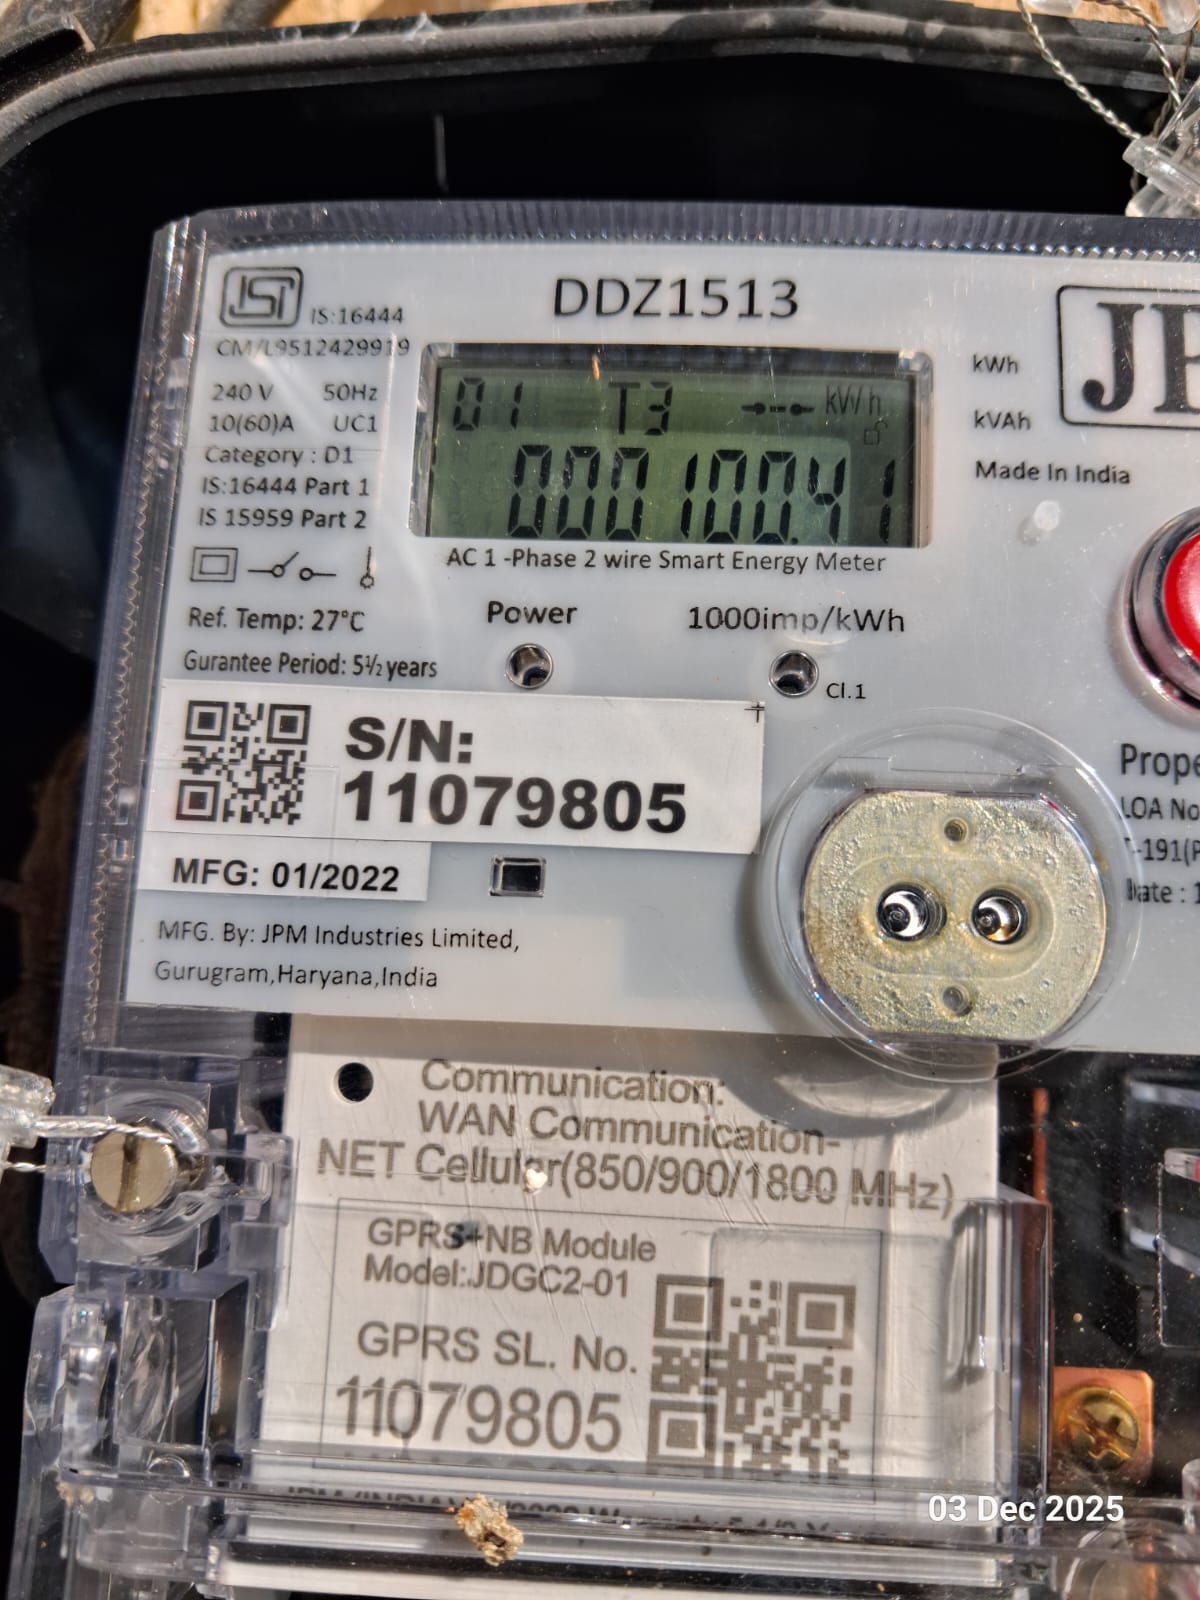 DDZ1513
ISI
IS:16444
CM/L9512429919
240 V 50Hz
10(60)A UC1
Category : D1
IS:16444 Part 1
IS 15959 Part 2
Ref. Temp: 27°C
Gurantee Period: 5½ years
01 T3 kWh
000100.41
AC 1 -Phase 2 wire Smart Energy Meter
Power 1000imp/kWh
Cl.1
kWh
kVAh
Made In India
S/N:
11079805
MFG: 01/2022
MFG. By: JPM Industries Limited,
Gurugram,Haryana,India
LOA No
Communication:
WAN Communication-
NET Cellular(850/900/1800 MHz)
GPRS+NB Module
Model:JDGC2-01
GPRS SL. No.
11079805
03 Dec 2025